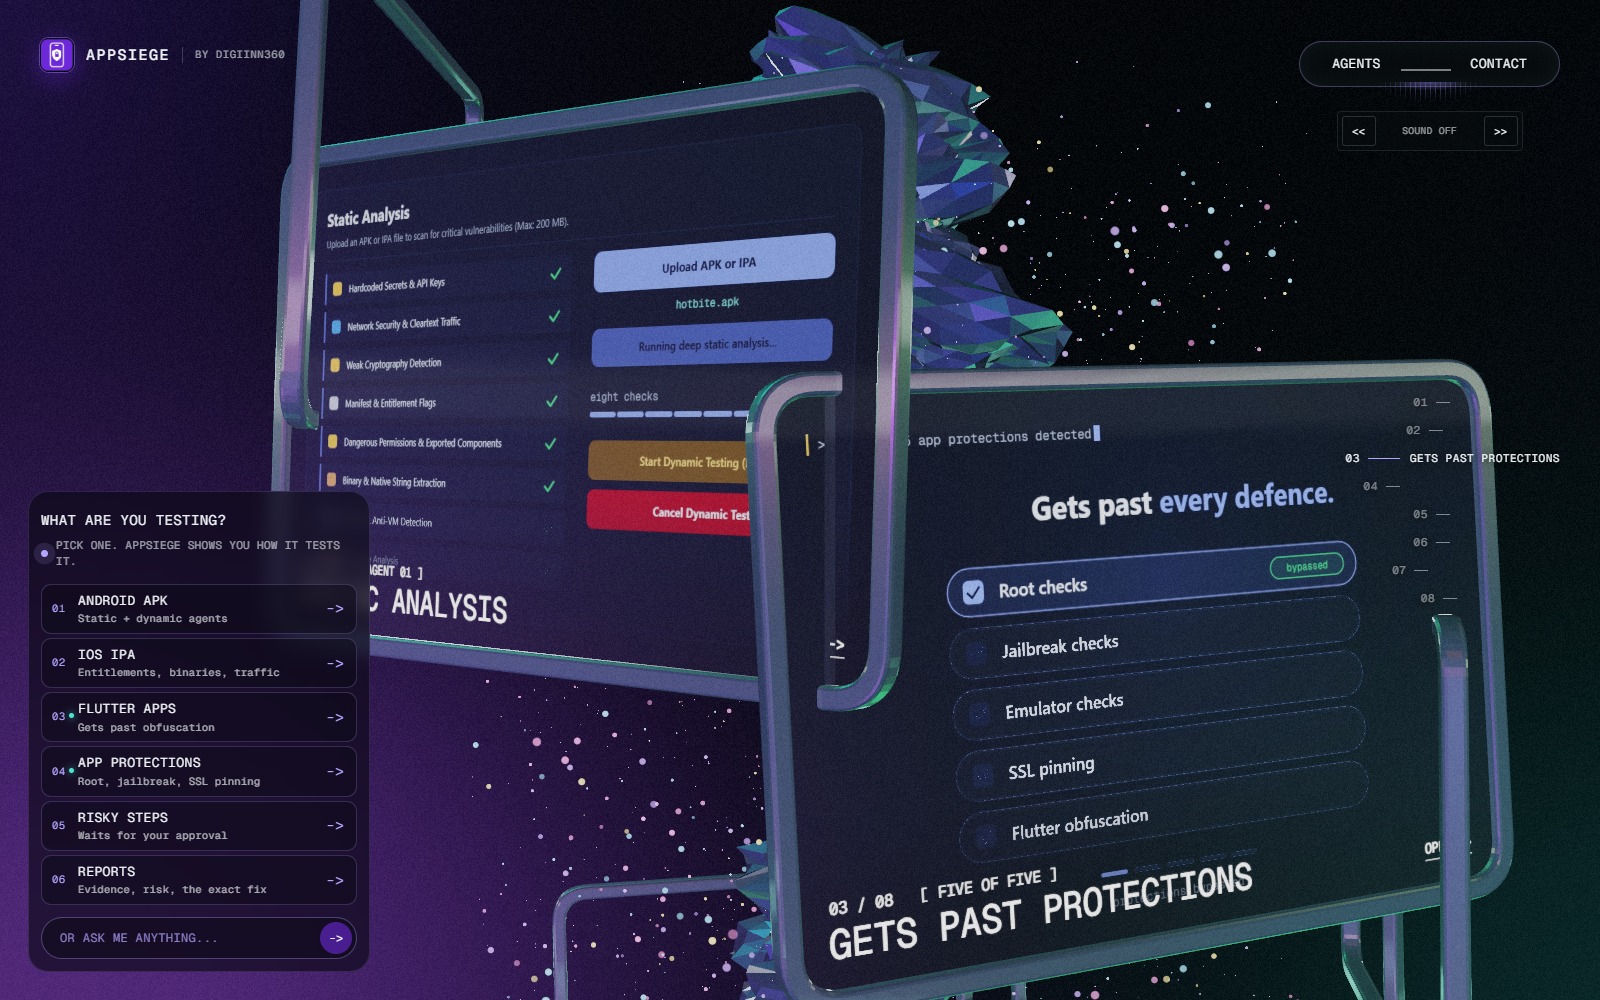 APPSIEGE
BY DIGIINN360
AGENTS
CONTACT
<<
SOUND OFF
>>
Static Analysis
Upload an APK or IPA file to scan for critical vulnerabilities (Max: 200 MB).
Hardcoded Secrets & API Keys
Network Security & Cleartext Traffic
Weak Cryptography Detection
Manifest & Entitlement Flags
Dangerous Permissions & Exported Components
Binary & Native String Extraction
Anti-VM Detection
Analysis
Upload APK or IPA
hotbite.apk
Running deep static analysis...
eight checks
Start Dynamic Testing
Cancel Dynamic Test
AGENT 01 ]
C ANALYSIS
>
->
app protections detected
Gets past every defence.
Root checks
bypassed
Jailbreak checks
Emulator checks
SSL pinning
Flutter obfuscation
03 / 08 [ FIVE OF FIVE ]
GETS PAST PROTECTIONS
01
02
03 GETS PAST PROTECTIONS
04
05
06
07
08
WHAT ARE YOU TESTING?
PICK ONE. APPSIEGE SHOWS YOU HOW IT TESTS
IT.
01 ANDROID APK ->
Static + dynamic agents
02 IOS IPA ->
Entitlements, binaries, traffic
03 FLUTTER APPS ->
Gets past obfuscation
04 APP PROTECTIONS ->
Root, jailbreak, SSL pinning
05 RISKY STEPS ->
Waits for your approval
06 REPORTS ->
Evidence, risk, the exact fix
OR ASK ME ANYTHING... ->